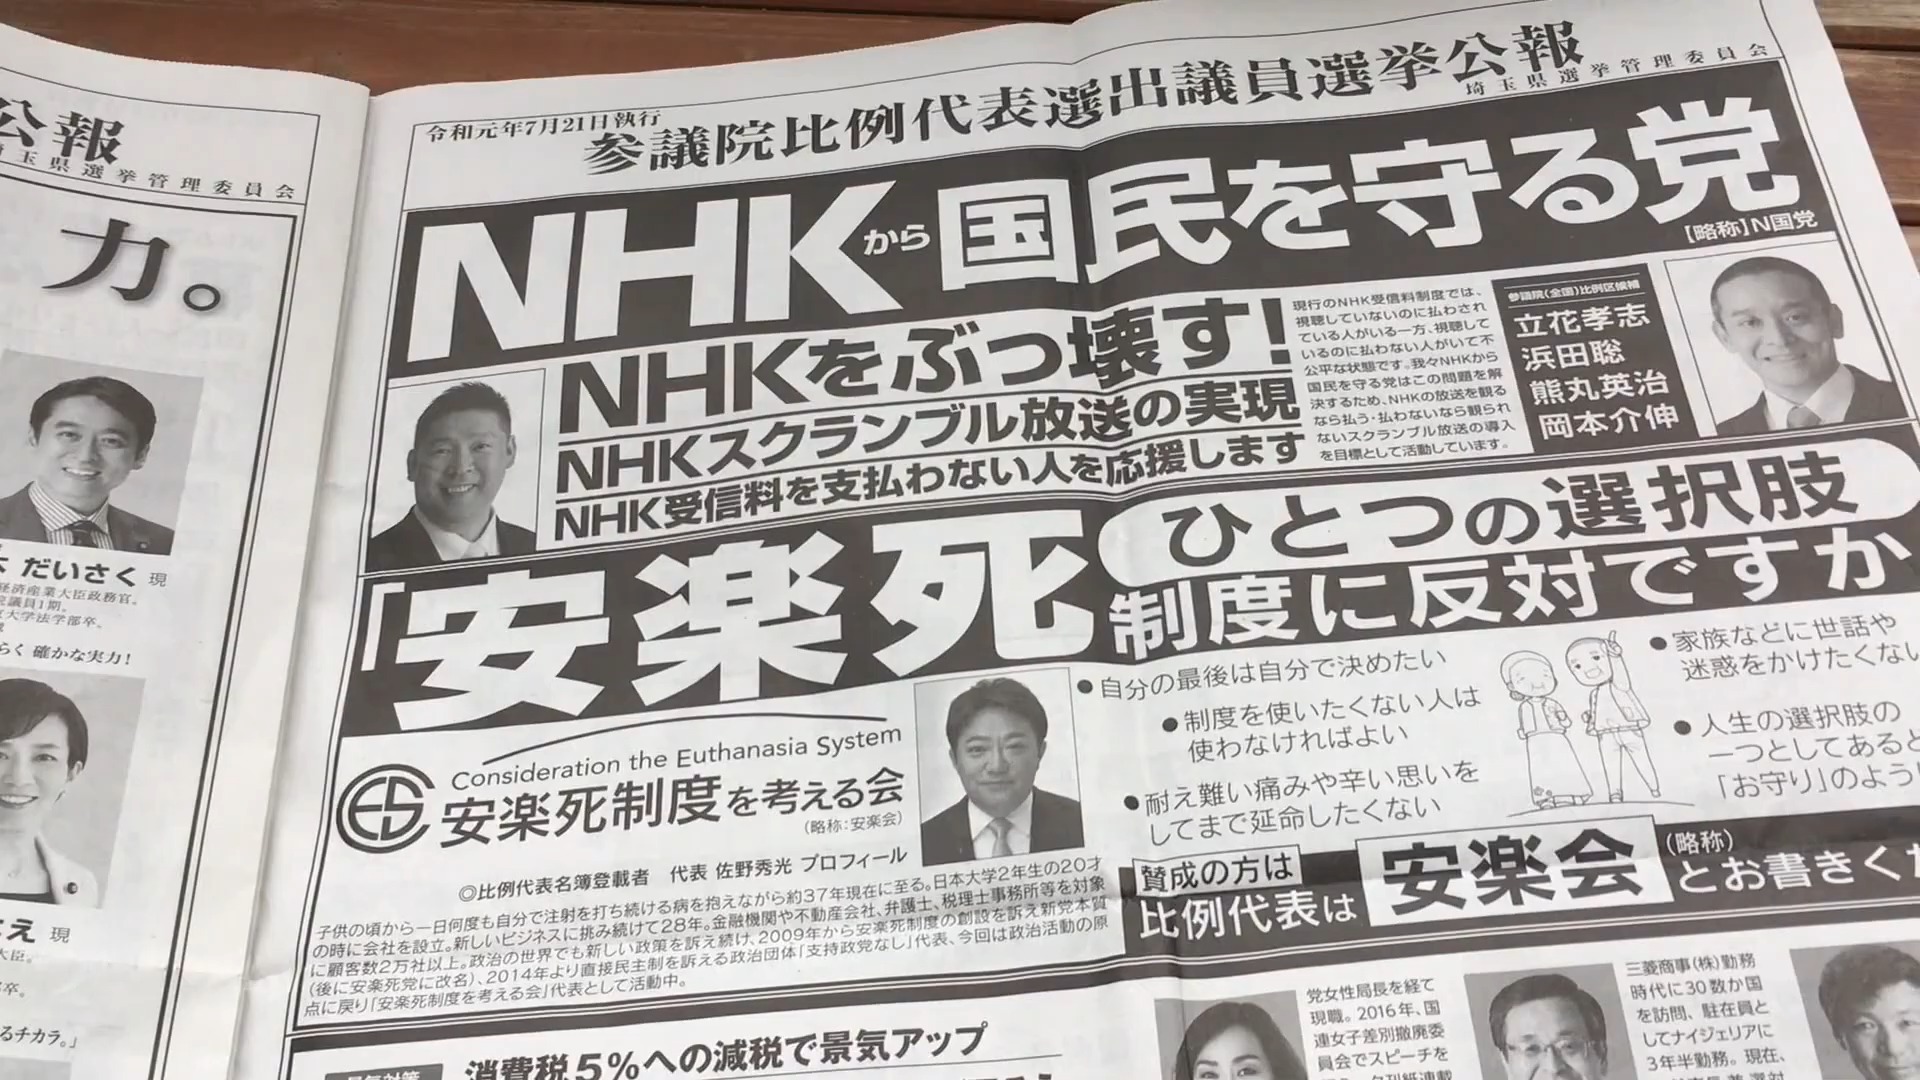 公報
埼玉県選挙管理委員会
力。
だいさく 現
経済産業大臣政務官。
議員1期。
大学法学部卒。
らく 確かな実力!
さえ 現
大臣。
卒。
るチカラ。」
令和元年7月21日執行
参議院比例代表選出議員選挙公報
埼玉県選挙管理委員会
NHKから国民を守る党
【略称】N国党
NHKをぶっ壊す!
NHKスクランブル放送の実現
NHK受信料を支払わない人を応援します
現行のNHK受信料制度では、
視聴していないのに払わされ
ている人がいる一方、視聴して
いるのに払わない人がいて不
公平な状態です。我々NHKから
国民を守る党はこの問題を解
決するため、NHKの放送を観る
なら払う・払わないなら観られ
ないスクランブル放送の導入
を目標として活動しています。
参議院(全国)比例区候補
立花孝志
浜田聡
熊丸英治
岡本介伸
「安楽死
ひとつの選択肢
制度に反対ですか
●自分の最後は自分で決めたい
●制度を使いたくない人は
使わなければよい
●耐え難い痛みや辛い思いを
してまで延命したくない
●家族などに世話や
迷惑をかけたくない
●人生の選択肢の
一つとしてあると
「お守り」のよう
Consideration the Euthanasia System
安楽死制度を考える会
(略称:安楽会)
◎比例代表名簿登載者 代表 佐野秀光 プロフィール
子供の頃から一日何度も自分で注射を打ち続ける病を抱えながら約37年現在に至る。日本大学2年生の20才
の時に会社を設立。新しいビジネスに挑み続けて28年。金融機関や不動産会社、弁護士、税理士事務所等を対象
に顧客数2万社以上。政治の世界でも新しい政策を訴え続け、2009年から安楽死制度の創設を訴え新党本質
(後に安楽死党に改名)、2014年より直接民主制を訴える政治団体「支持政党なし」代表、今回は政治活動の原
点に戻り「安楽死制度を考える会」代表として活動中。
賛成の方は
比例代表は
安楽会
(略称)
とお書きくだ
消費税5%への減税で景気アップ
党女性局長を経て
現職。2016年、国
連女子差別撤廃委
員会でスピーチを
三菱商事(株)勤務
時代に30数か国
を訪問、駐在員と
してナイジェリアに
3年半勤務。現在、